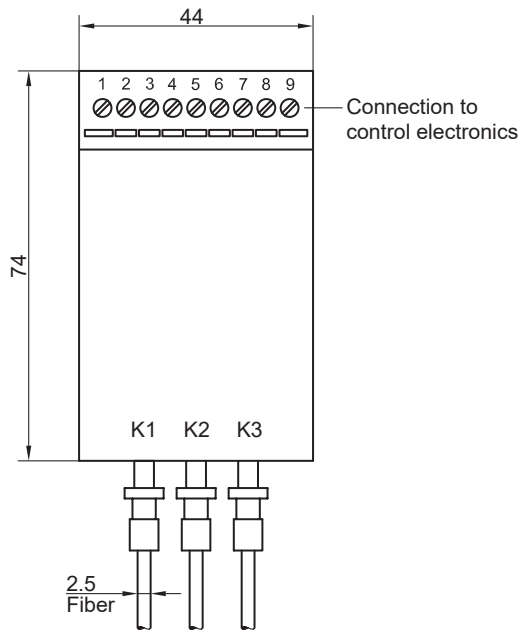 44
1 2 3 4 5 6 7 8 9
Connection to
control electronics
74
K1 K2 K3
2.5
Fiber